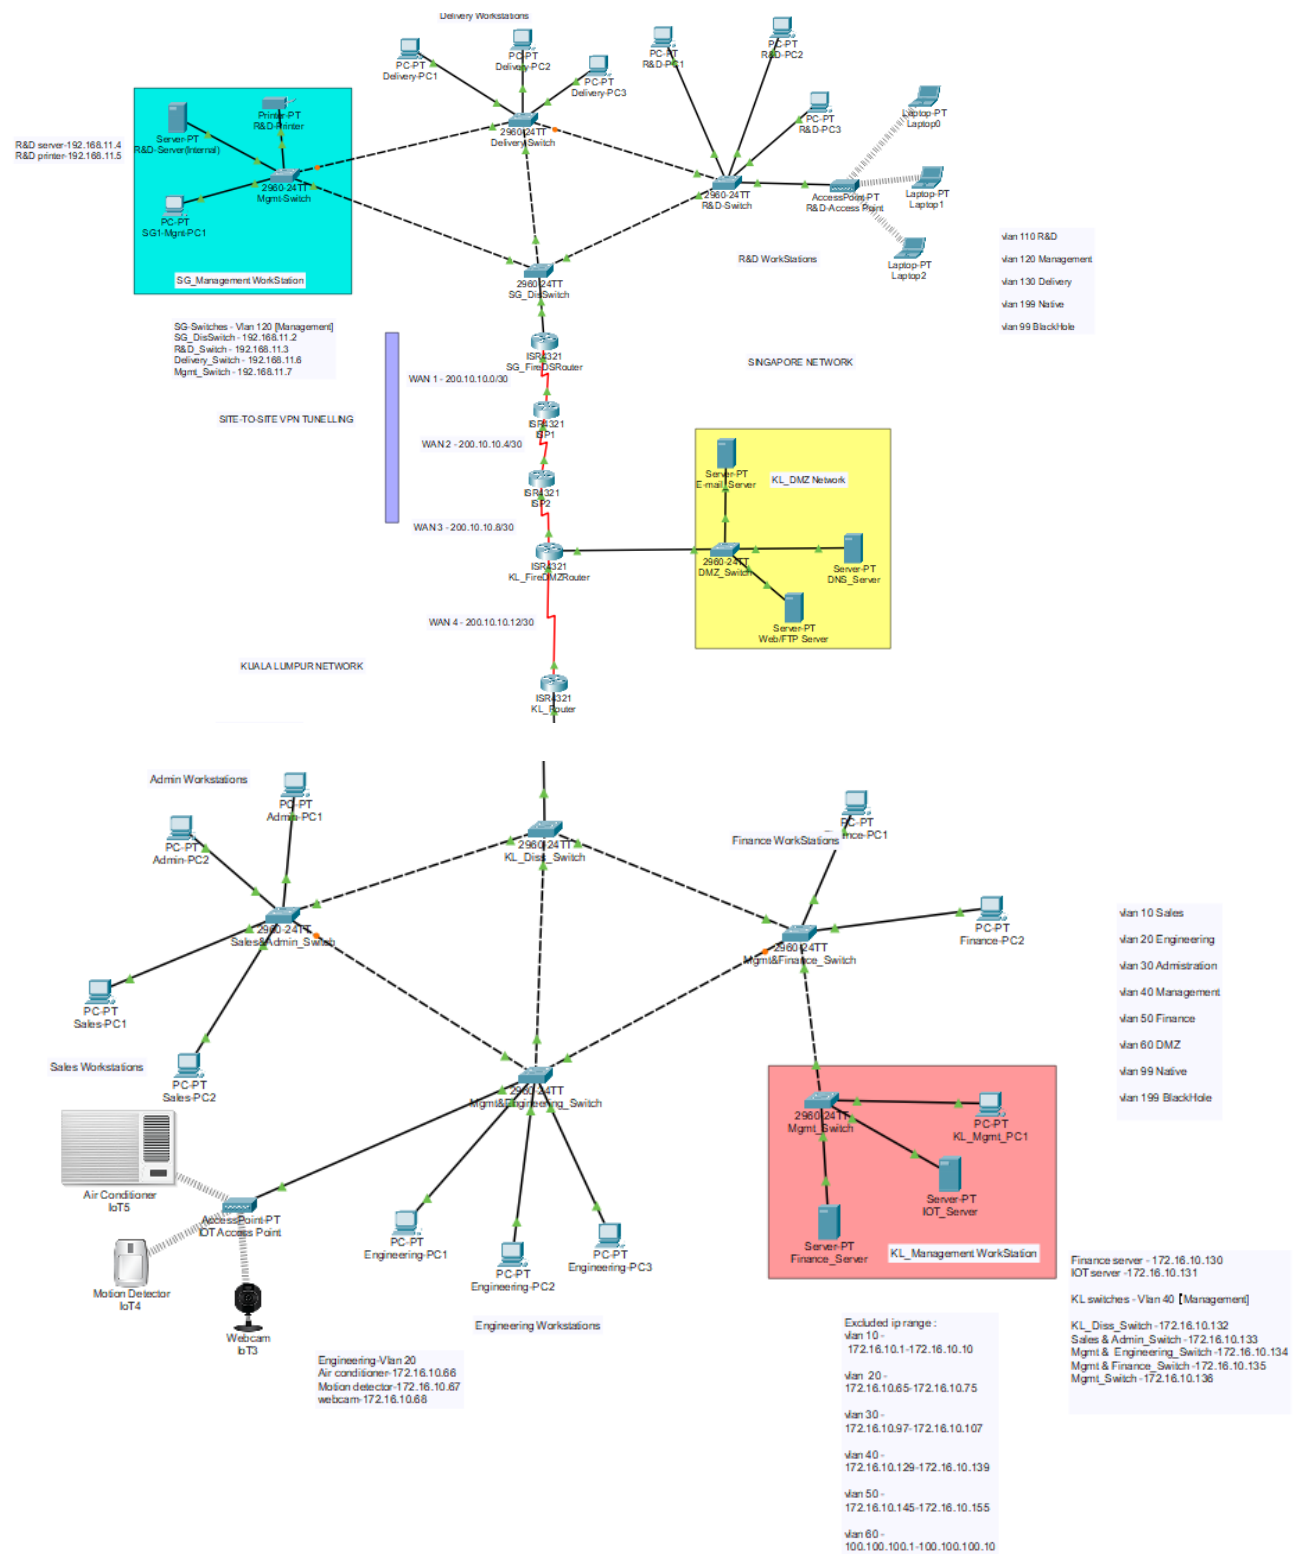 Delivery Workstations
PC-PT
Delivery-PC1
PC-PT
Delivery-PC2
PC-PT
Delivery-PC3
2960-24TT
Delivery Switch
PC-PT
R&D-PC1
PC-PT
R&D-PC2
PC-PT
R&D-PC3
2960-24TT
R&D-Switch
AccessPoint-PT
R&D-Access Point
Laptop-PT
Laptop0
Laptop-PT
Laptop1
Laptop-PT
Laptop2
R&D server-192.168.11.4
R&D printer-192.168.11.5
Server-PT
R&D-Server(Internal)
Printer-PT
R&D-Printer
2960-24TT
Mgmt-Switch
PC-PT
SG1-Mgnt-PC1
SG_Management WorkStation
2960-24TT
SG_DisSwitch
R&D WorkStations
vlan 110 R&D
vlan 120 Management
vlan 130 Delivery
vlan 199 Native
vlan 99 BlackHole
SG-Switches - Vlan 120 [Management]
SG_DisSwitch - 192.168.11.2
R&D_Switch - 192.168.11.3
Delivery_Switch - 192.168.11.6
Mgmt_Switch - 192.168.11.7
SINGAPORE NETWORK
ISR4321
SG_FireDSRouter
WAN 1 - 200.10.10.0/30
SITE-TO-SITE VPN TUNELLING
ISR4321
ISP1
WAN 2 - 200.10.10.4/30
ISR4321
ISP2
WAN 3 - 200.10.10.8/30
ISR4321
KL_FireDMZRouter
Server-PT
E-mail_Server
KL_DMZ Network
2960-24TT
DMZ_Switch
Server-PT
DNS_Server
Server-PT
Web/FTP Server
WAN 4 - 200.10.10.12/30
KUALA LUMPUR NETWORK
ISR4321
KL_Router
Admin Workstations
PC-PT
Admin-PC1
PC-PT
Admin-PC2
2960-24TT
KL_Diss_Switch
Finance WorkStations
PC-PT
PC-PT
Finance-PC2
2960-24TT
Sales&Admin_Switch
2960-24TT
Mgmt&Finance_Switch
PC-PT
Sales-PC1
PC-PT
Sales-PC2
Sales Workstations
vlan 10 Sales
vlan 20 Engineering
vlan 30 Admistration
vlan 40 Management
vlan 50 Finance
vlan 60 DMZ
vlan 99 Native
vlan 199 BlackHole
2960-24TT
Mgmt&Engineering_Switch
2960-24TT
Mgmt_Switch
PC-PT
KL_Mgmt_PC1
Server-PT
IOT_Server
Server-PT
Finance_Server
KL_Management WorkStation
Air Conditioner
IoT5
AccessPoint-PT
IOT Access Point
Motion Detector
IoT4
Webcam
IoT3
PC-PT
Engineering-PC1
PC-PT
Engineering-PC2
PC-PT
Engineering-PC3
Engineering Workstations
Engineering-Vlan 20
Air conditioner-172.16.10.66
Motion detector-172.16.10.67
webcam-172.16.10.68
Finance server - 172.16.10.130
IOT server -172.16.10.131
KL switches - Vlan 40 [Management]
KL_Diss_Switch -172.16.10.132
Sales & Admin_Switch -172.16.10.133
Mgmt & Engineering_Switch -172.16.10.134
Mgmt & Finance_Switch -172.16.10.135
Mgmt_Switch - 172.16.10.136
Excluded ip range :
vlan 10 -
172.16.10.1-172.16.10.10
vlan 20 -
172.16.10.65-172.16.10.75
vlan 30 -
172.16.10.97-172.16.10.107
vlan 40 -
172.16.10.129-172.16.10.139
vlan 50 -
172.16.10.145-172.16.10.155
vlan 60 -
100.100.100.1-100.100.100.10